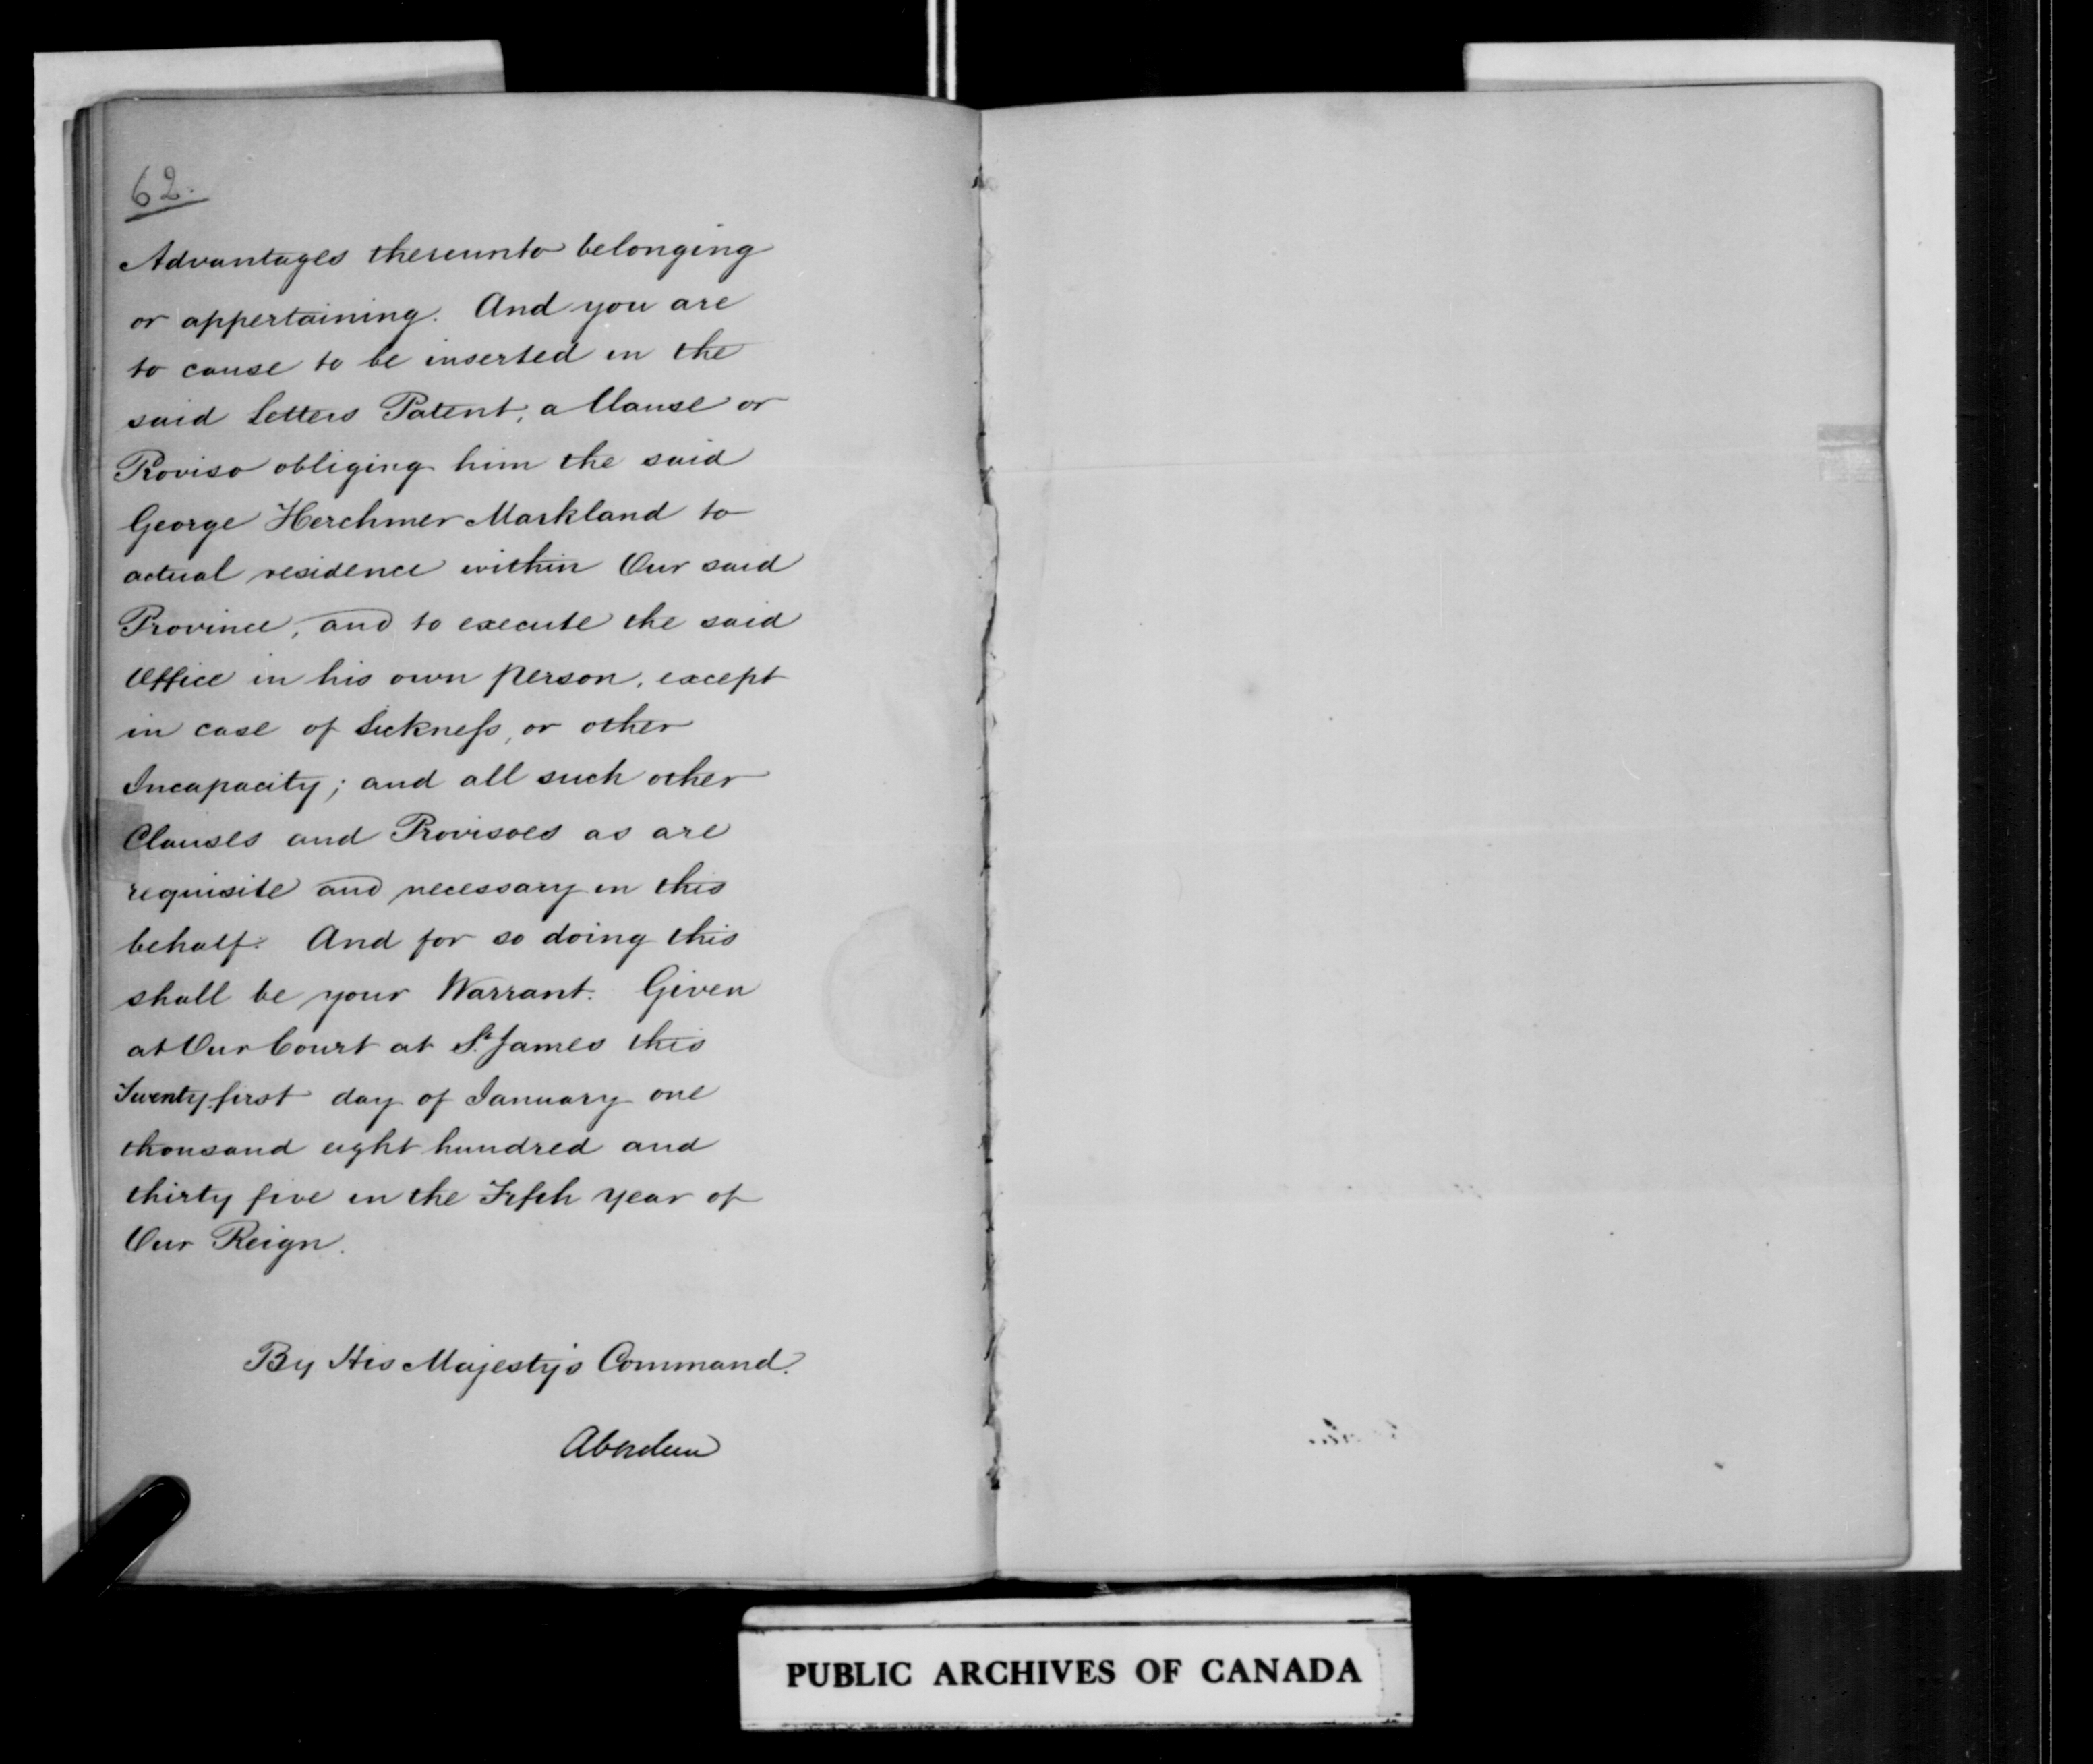 62.
Advantages thereunto belonging
or appertaining. And you are
to cause to be inserted in the
said Letters Patent, a Clause or
Proviso obliging him the said
George Herchmer Markland to
actual residence within Our said
Province, and to execute the said
Office in his own person, except
in case of Sickneſs, or other
Incapacity; and all such other
Clauses and Provisoes as are
requisite and necessary in this
behalf. And for so doing this
shall be your Warrant. Given
at Our Court at St. James this
Twenty first day of January one
thousand eight hundred and
thirty five in the Fifth year of
Our Reign.
By His Majesty's Command.
Aberdeen
PUBLIC ARCHIVES OF CANADA